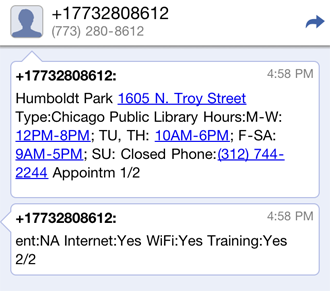 +17732808612
(773) 280-8612
+17732808612:
4:58 PM
Humboldt Park 1605 N. Troy Street
Type:Chicago Public Library Hours:M-W:
12PM-8PM; TU, TH: 10AM-6PM; F-SA:
9AM-5PM; SU: Closed Phone:(312) 744-
2244 Appointm 1/2
+17732808612:
4:58 PM
ent:NA Internet:Yes WiFi:Yes Training:Yes
2/2